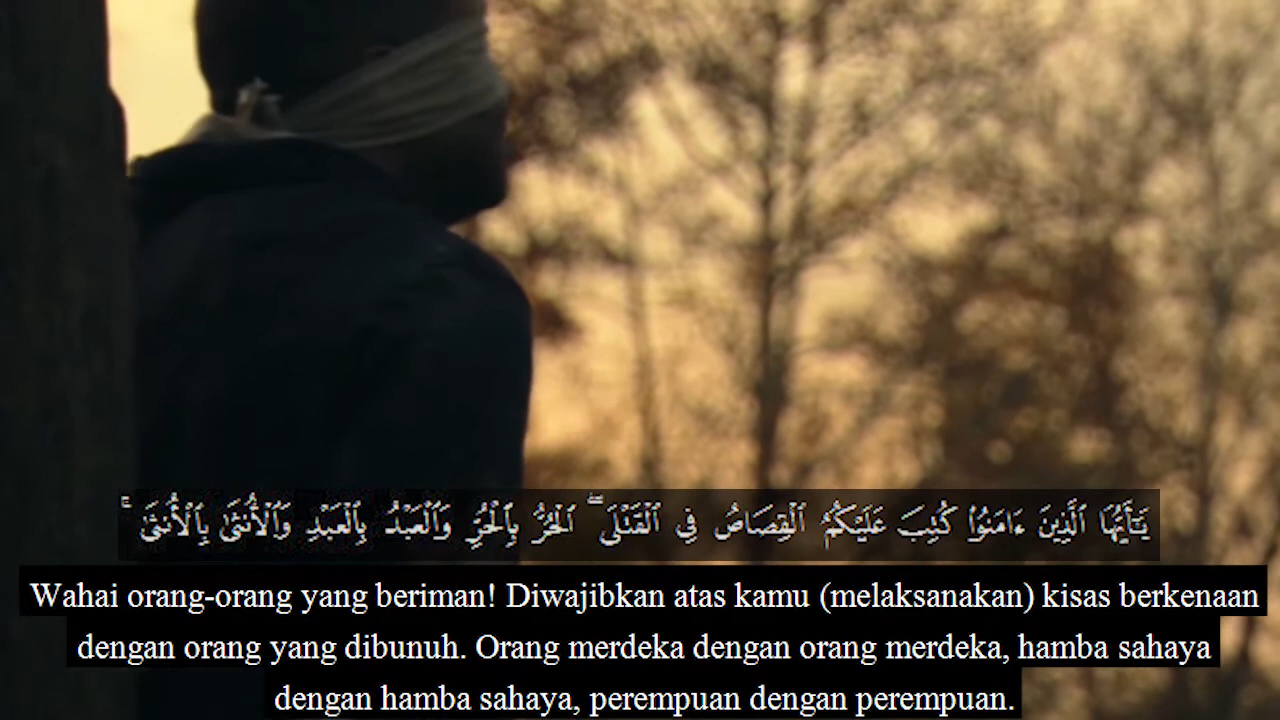 يَـٰٓأَيُّهَا ٱلَّذِينَ ءَامَنُوا۟ كُتِبَ عَلَيْكُمُ ٱلْقِصَاصُ فِى ٱلْقَتْلَى ۖ ٱلْحُرُّ بِٱلْحُرِّ وَٱلْعَبْدُ بِٱلْعَبْدِ وَٱلْأُنثَىٰ بِٱلْأُنثَىٰ ۚ
Wahai orang-orang yang beriman! Diwajibkan atas kamu (melaksanakan) kisas berkenaan
dengan orang yang dibunuh. Orang merdeka dengan orang merdeka, hamba sahaya
dengan hamba sahaya, perempuan dengan perempuan.